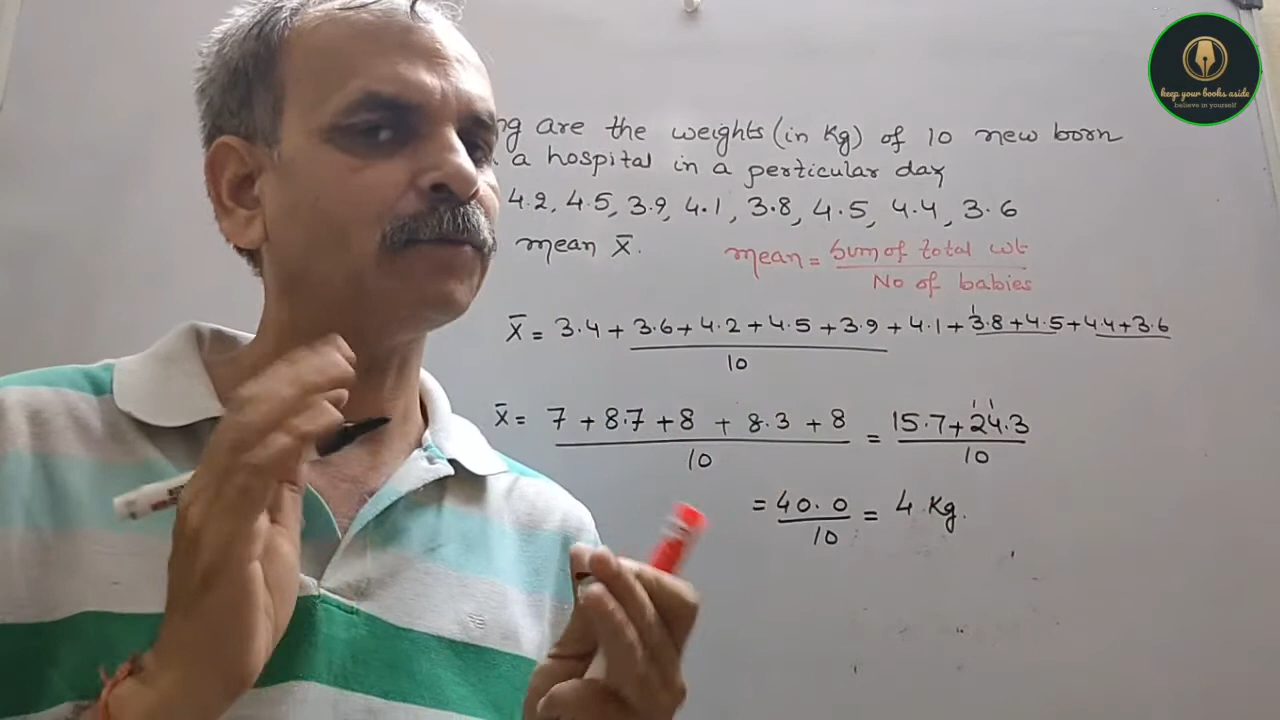 keep your books aside
believe in yourself
ng are the weights (in Kg) of 10 new born
a hospital in a perticular day
4.2, 4.5, 3.9, 4.1, 3.8, 4.5, 4.4, 3.6
mean x̄.
mean = Sum of total wt
No of babies
x̄ = 3.4 + 3.6 + 4.2 + 4.5 + 3.9 + 4.1 + 3.8 + 4.5 + 4.4 + 3.6
10
x̄ = 7 + 8.7 + 8 + 8.3 + 8 = 15.7 + 24.3
10 10
= 40.0 = 4 Kg.
10